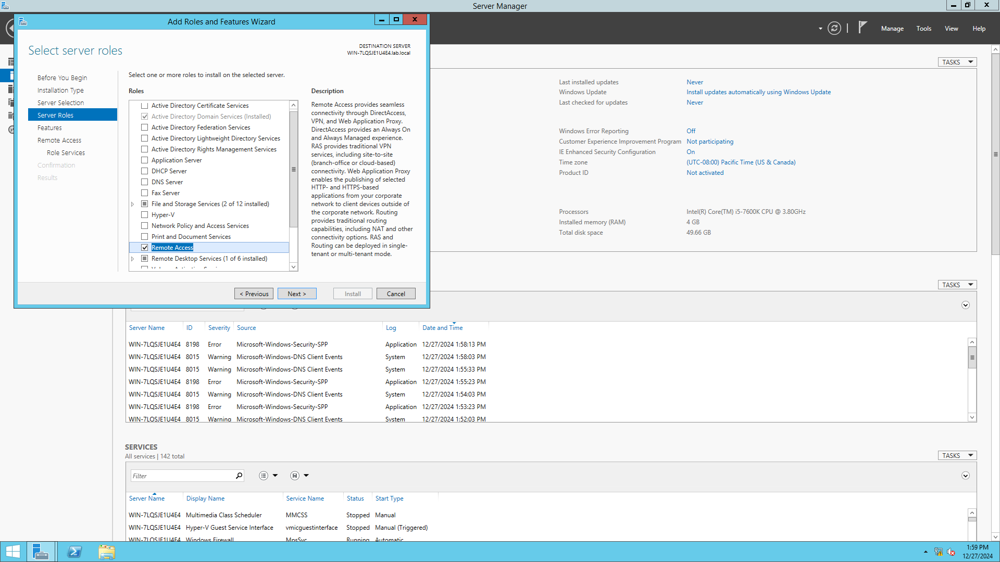 Server Manager
Add Roles and Features Wizard
Manage
Tools
View
Help
Select server roles
DESTINATION SERVER
WIN-7LQSJE1U4E4.lab.local
Before You Begin
Installation Type
Server Selection
Server Roles
Features
Remote Access
Role Services
Confirmation
Results
Select one or more roles to install on the selected server.
Roles
Active Directory Certificate Services
Active Directory Domain Services (Installed)
Active Directory Federation Services
Active Directory Lightweight Directory Services
Active Directory Rights Management Services
Application Server
DHCP Server
DNS Server
Fax Server
File and Storage Services (2 of 12 installed)
Hyper-V
Network Policy and Access Services
Print and Document Services
Remote Access
Remote Desktop Services (1 of 6 installed)
Description
Remote Access provides seamless
connectivity through DirectAccess,
VPN, and Web Application Proxy.
DirectAccess provides an Always On
and Always Managed experience.
RAS provides traditional VPN
services, including site-to-site
(branch-office or cloud-based)
connectivity. Web Application Proxy
enables the publishing of selected
HTTP- and HTTPS-based
applications from your corporate
network to client devices outside of
the corporate network. Routing
provides traditional routing
capabilities, including NAT and other
connectivity options. RAS and
Routing can be deployed in single-
tenant or multi-tenant mode.
< Previous
Next >
Install
Cancel
TASKS
Last installed updates Never
Windows Update Install updates automatically using Windows Update
Last checked for updates Never
Windows Error Reporting Off
Customer Experience Improvement Program Not participating
IE Enhanced Security Configuration On
Time zone (UTC-08:00) Pacific Time (US & Canada)
Product ID Not activated
Processors Intel(R) Core(TM) i5-7600K CPU @ 3.80GHz
Installed memory (RAM) 4 GB
Total disk space 49.66 GB
TASKS
Server Name ID Severity Source Log Date and Time
WIN-7LQSJE1U4E4 8198 Error Microsoft-Windows-Security-SPP Application 12/27/2024 1:58:13 PM
WIN-7LQSJE1U4E4 8015 Warning Microsoft-Windows-DNS Client Events System 12/27/2024 1:58:03 PM
WIN-7LQSJE1U4E4 8015 Warning Microsoft-Windows-DNS Client Events System 12/27/2024 1:55:33 PM
WIN-7LQSJE1U4E4 8198 Error Microsoft-Windows-Security-SPP Application 12/27/2024 1:55:23 PM
WIN-7LQSJE1U4E4 8015 Warning Microsoft-Windows-DNS Client Events System 12/27/2024 1:54:03 PM
WIN-7LQSJE1U4E4 8198 Error Microsoft-Windows-Security-SPP Application 12/27/2024 1:53:23 PM
WIN-7LQSJE1U4E4 8015 Warning Microsoft-Windows-DNS Client Events System 12/27/2024 1:52:03 PM
SERVICES
All services | 142 total
TASKS
Filter
Server Name Display Name Service Name Status Start Type
WIN-7LQSJE1U4E4 Multimedia Class Scheduler MMCSS Stopped Manual
WIN-7LQSJE1U4E4 Hyper-V Guest Service Interface vmicguestinterface Stopped Manual (Triggered)
WIN-7LQSJE1U4E4 Windows Firewall MpsSvc Running Automatic
1:59 PM
12/27/2024